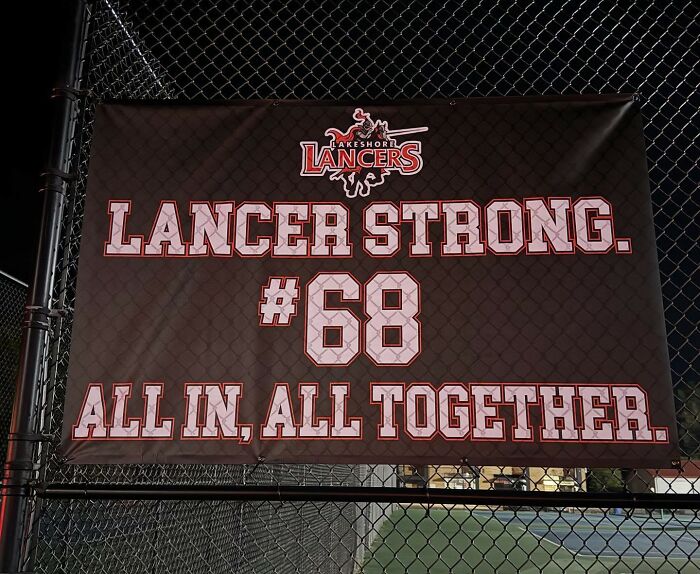 LAKESHORE
LANCERS
LANCER STRONG.
#68
ALL IN, ALL TOGETHER.